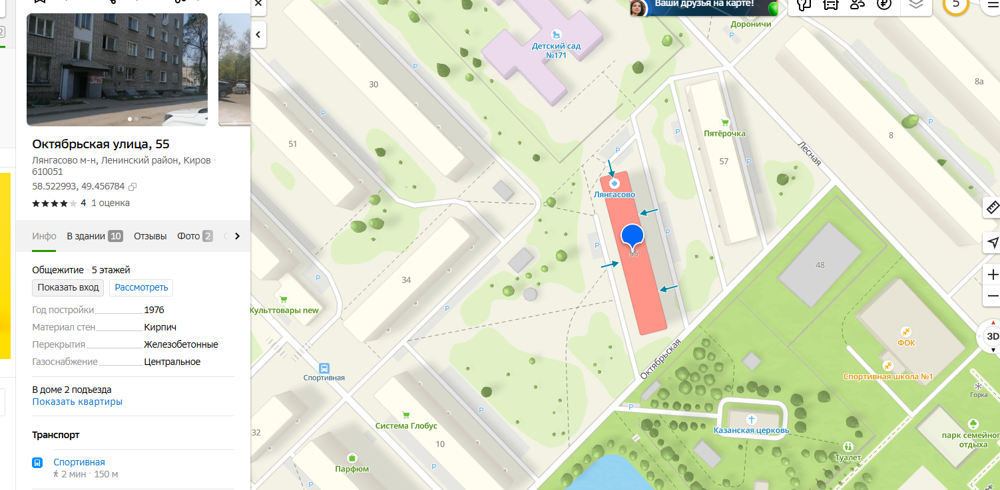 2
Октябрьская улица, 55
Лянгасово м-н, Ленинский район, Киров ·
610051
58.522993, 49.456784
4 1 оценка
Инфо
В здании 10
Отзывы
Фото 2
Общежитие · 5 этажей
Показать вход
Рассмотреть
Год постройки 1976
Материал стен Кирпич
Перекрытия Железобетонные
Газоснабжение Центральное
В доме 2 подъезда
Показать квартиры
Транспорт
Спортивная
2 мин · 150 м
Ваши друзья на карте!
5
Дороничи
P
Детский сад
№171
P
30
8а
P
P
51
P
Пятёрочка
8
P
57
P
Лесная
Лянгасово
P
P
55
34
48
P
Культтовары new
P
ФОК
3D
Октябрьская
Спортивная
Спортивная школа №1
Горка
P
P
Система Глобус
Казанская церковь
32
10
парк семейног
отдыха
Туалет
Парфюм
P
P